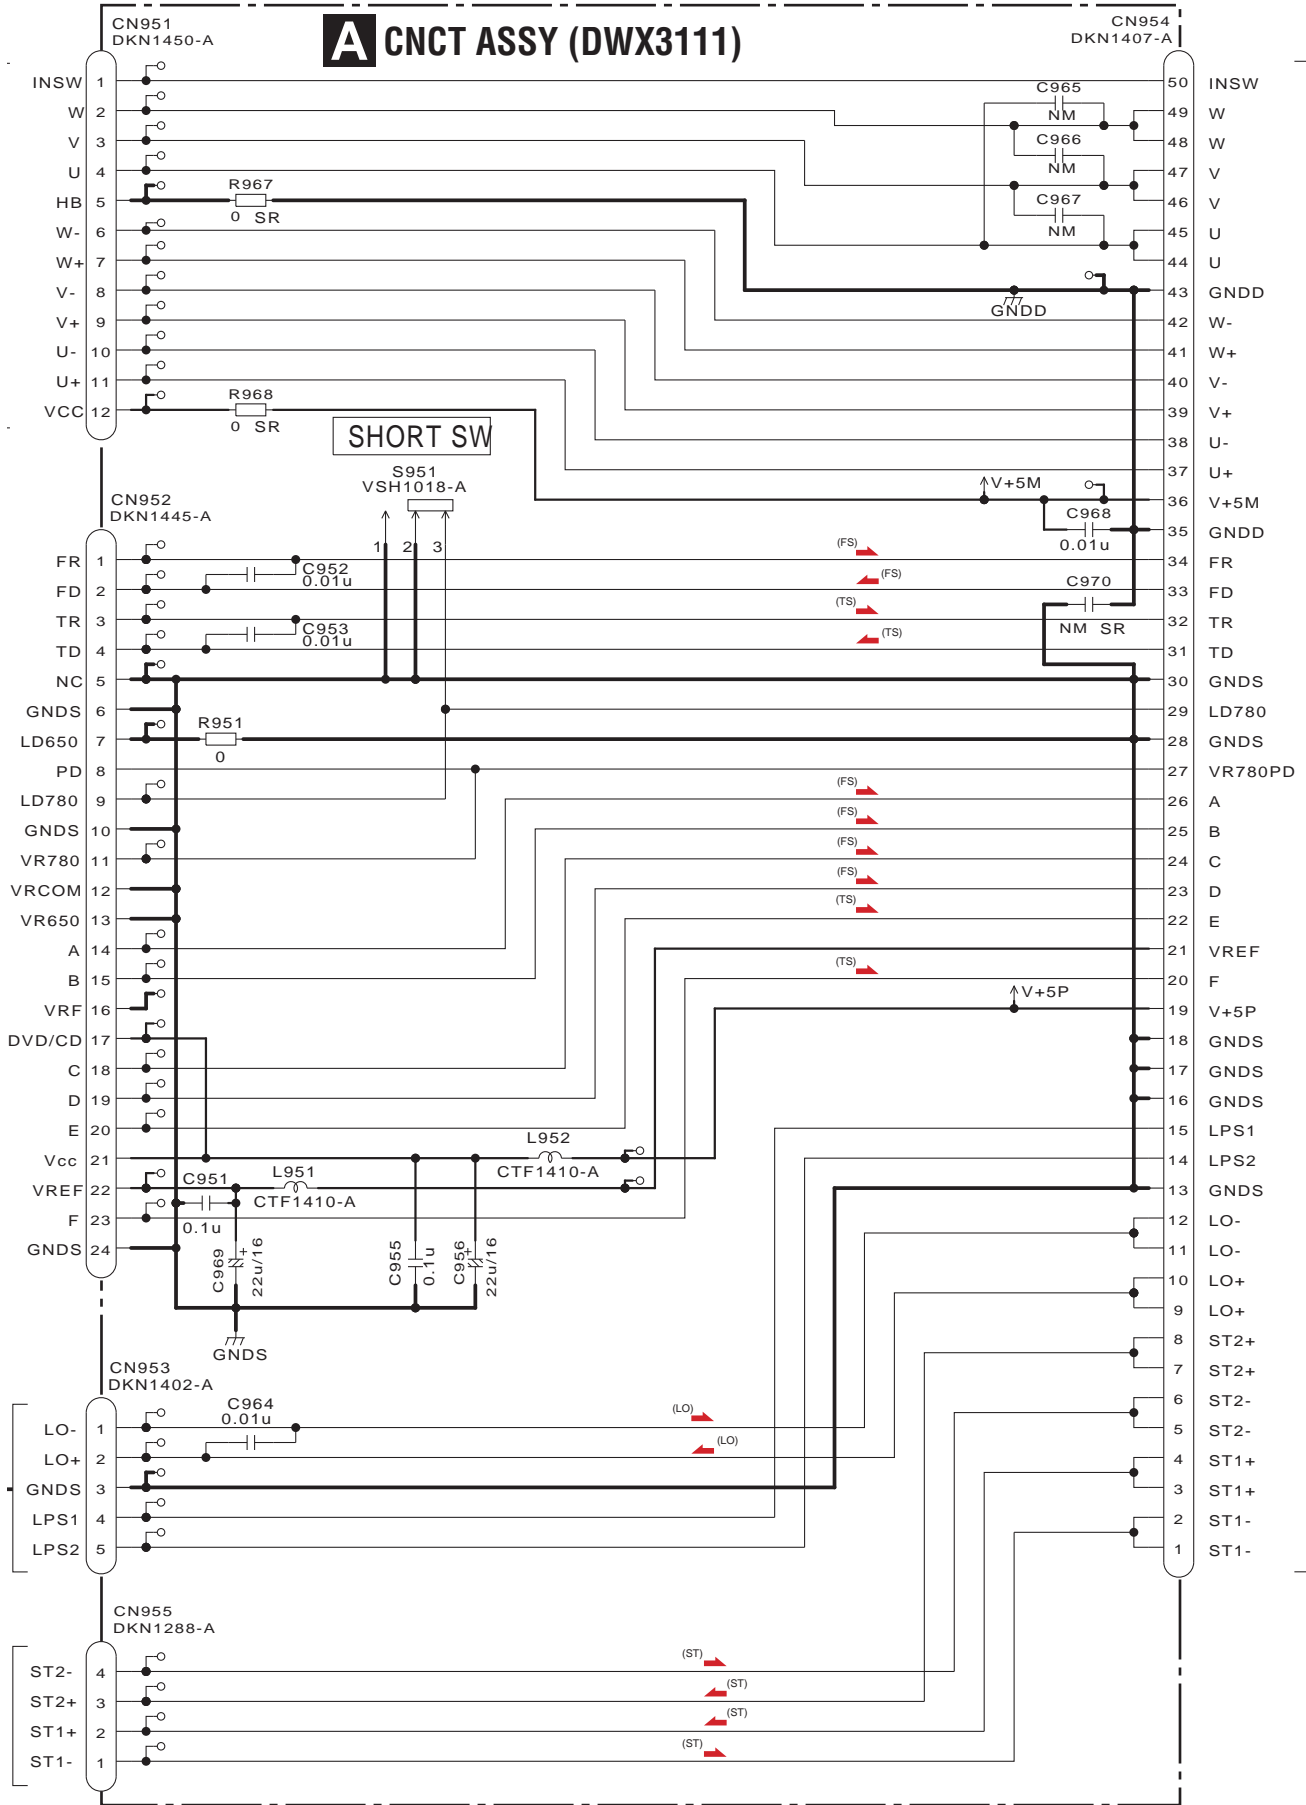 A CNCT ASSY (DWX3111)
CN951
DKN1450-A
INSW 1
W 2
V 3
U 4
HB 5
W- 6
W+ 7
V- 8
V+ 9
U- 10
U+ 11
VCC 12
R967
0 SR
R968
0 SR
SHORT SW
S951
VSH1018-A
1 2 3
CN952
DKN1445-A
FR 1
FD 2
TR 3
TD 4
NC 5
GNDS 6
LD650 7
PD 8
LD780 9
GNDS 10
VR780 11
VRCOM 12
VR650 13
A 14
B 15
VRF 16
DVD/CD 17
C 18
D 19
E 20
Vcc 21
VREF 22
F 23
GNDS 24
C952
0.01u
C953
0.01u
R951
0
C951
0.1u
L951
CTF1410-A
L952
CTF1410-A
C969
22u/16
+
C955
0.1u
C956
22u/16
+
GNDS
CN953
DKN1402-A
LO- 1
LO+ 2
GNDS 3
LPS1 4
LPS2 5
C964
0.01u
(LO)
(LO)
CN955
DKN1288-A
ST2- 4
ST2+ 3
ST1+ 2
ST1- 1
(ST)
(ST)
(ST)
(ST)
C965
NM
C966
NM
C967
NM
GNDD
V+5M
C968
0.01u
C970
NM SR
(FS)
(FS)
(TS)
(TS)
(FS)
(FS)
(FS)
(FS)
(TS)
(TS)
V+5P
CN954
DKN1407-A
50 INSW
49 W
48 W
47 V
46 V
45 U
44 U
43 GNDD
42 W-
41 W+
40 V-
39 V+
38 U-
37 U+
36 V+5M
35 GNDD
34 FR
33 FD
32 TR
31 TD
30 GNDS
29 LD780
28 GNDS
27 VR780PD
26 A
25 B
24 C
23 D
22 E
21 VREF
20 F
19 V+5P
18 GNDS
17 GNDS
16 GNDS
15 LPS1
14 LPS2
13 GNDS
12 LO-
11 LO-
10 LO+
9 LO+
8 ST2+
7 ST2+
6 ST2-
5 ST2-
4 ST1+
3 ST1+
2 ST1-
1 ST1-